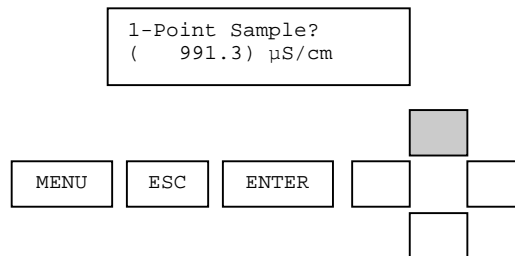 1-Point Sample?
(   991.3) µS/cm
MENU ESC ENTER